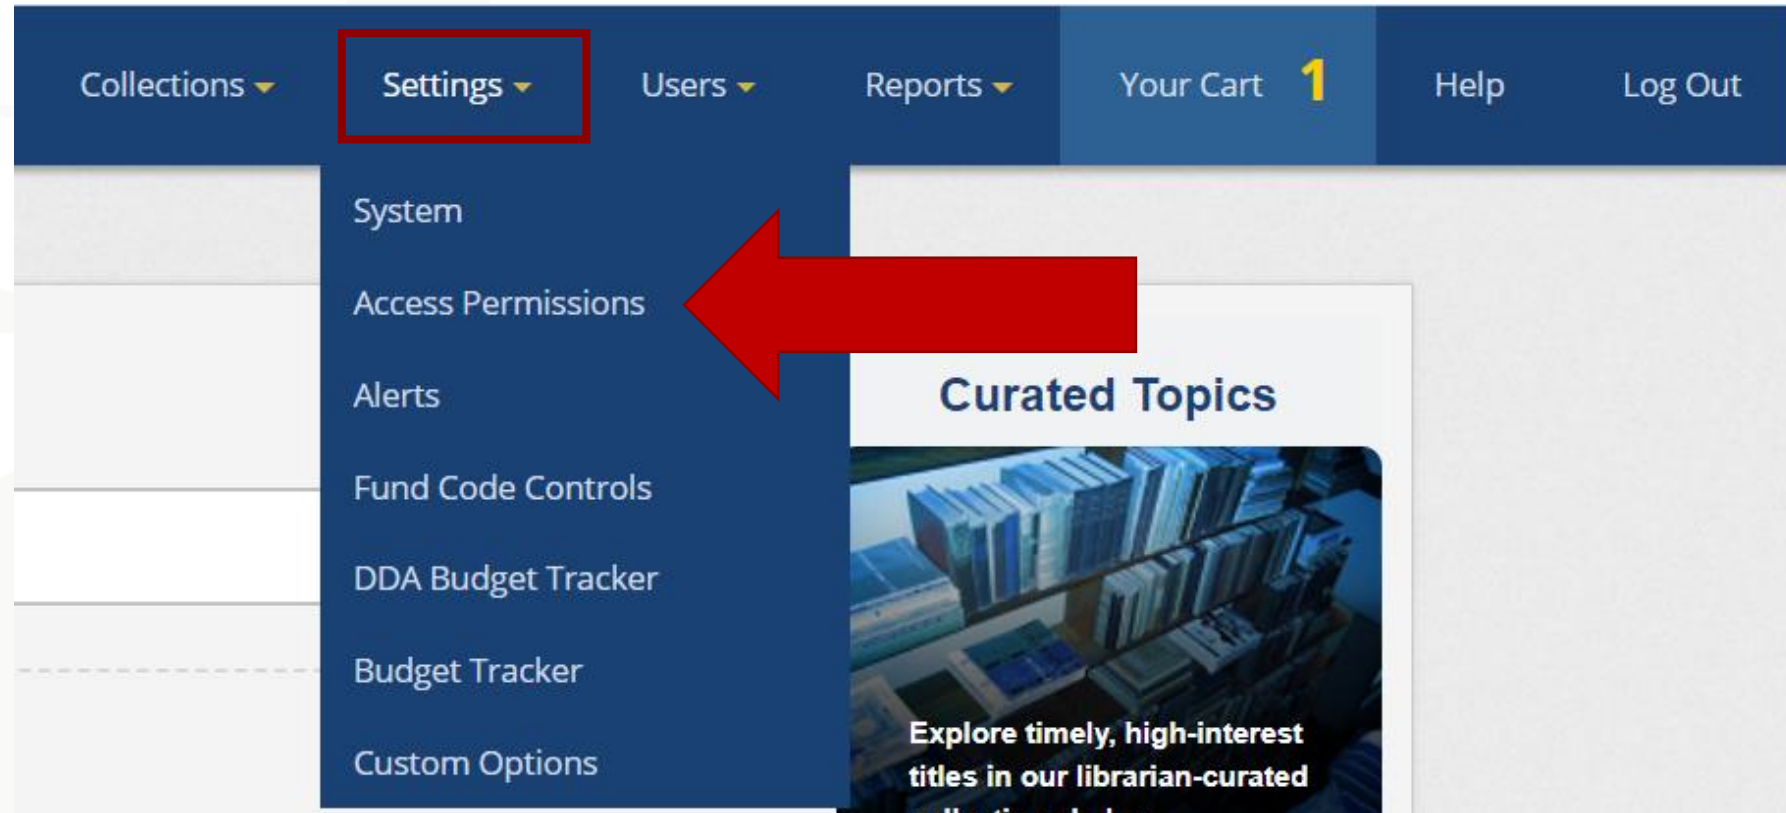 Collections Settings Users Reports Your Cart 1 Help Log Out
System
Access Permissions
Alerts
Fund Code Controls
DDA Budget Tracker
Budget Tracker
Custom Options
Curated Topics
Explore timely, high-interest
titles in our librarian-curated